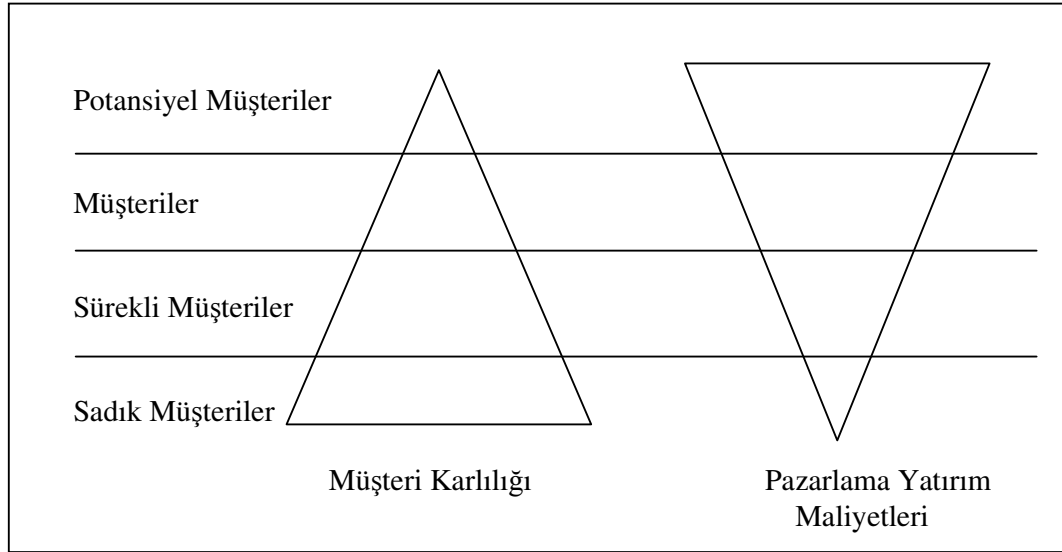 Potansiyel Müşteriler
Müşteriler
Sürekli Müşteriler
Sadık Müşteriler
Müşteri Karlılığı
Pazarlama Yatırım
Maliyetleri